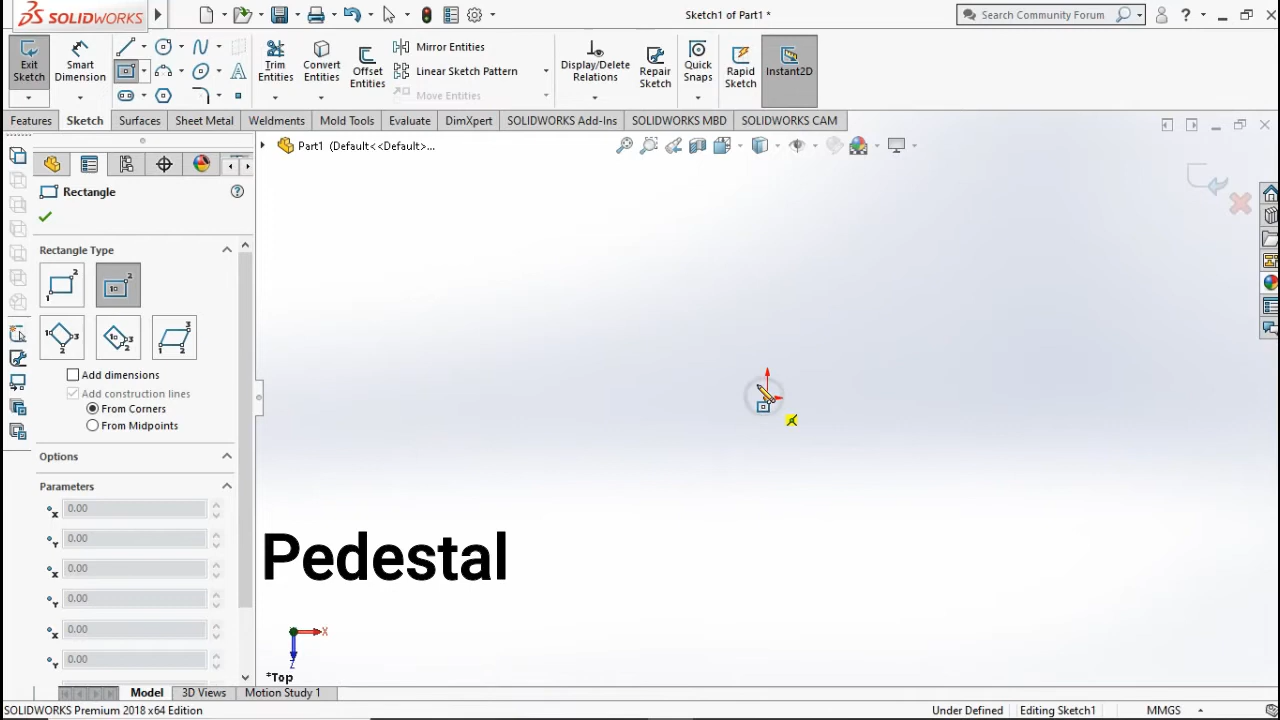 SOLIDWORKS
Sketch1 of Part1 *
Search Community Forum
?
Exit Sketch
Smart Dimension
Trim Entities
Convert Entities
Offset Entities
Mirror Entities
Linear Sketch Pattern
Move Entities
Display/Delete Relations
Repair Sketch
Quick Snaps
Rapid Sketch
Instant2D
Features
Sketch
Surfaces
Sheet Metal
Weldments
Mold Tools
Evaluate
DimXpert
SOLIDWORKS Add-Ins
SOLIDWORKS MBD
SOLIDWORKS CAM
Part1 (Default<<Default>...
Rectangle
?
Rectangle Type
Add dimensions
Add construction lines
From Corners
From Midpoints
Options
Parameters
x 0.00
Y 0.00
x 0.00
Y 0.00
x 0.00
Y 0.00
Pedestal
X
Z
*Top
Model
3D Views
Motion Study 1
SOLIDWORKS Premium 2018 x64 Edition
Under Defined
Editing Sketch1
MMGS